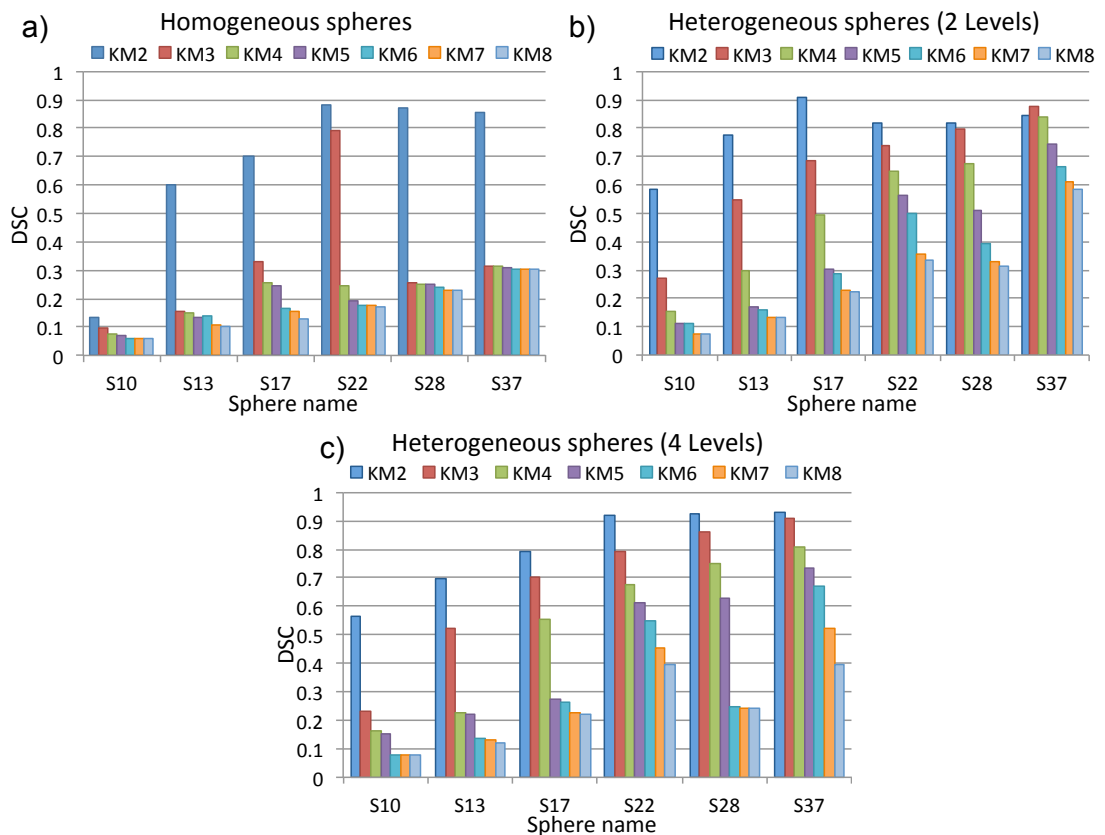 a)
Homogeneous spheres
KM2 KM3 KM4 KM5 KM6 KM7 KM8
1
0.9
0.8
0.7
0.6
0.5
0.4
0.3
0.2
0.1
0
DSC
S10 S13 S17 S22 S28 S37
Sphere name
b)
Heterogeneous spheres (2 Levels)
KM2 KM3 KM4 KM5 KM6 KM7 KM8
1
0.9
0.8
0.7
0.6
0.5
0.4
0.3
0.2
0.1
0
DSC
S10 S13 S17 S22 S28 S37
Sphere name
c)
Heterogeneous spheres (4 Levels)
KM2 KM3 KM4 KM5 KM6 KM7 KM8
1
0.9
0.8
0.7
0.6
0.5
0.4
0.3
0.2
0.1
0
DSC
S10 S13 S17 S22 S28 S37
Sphere name